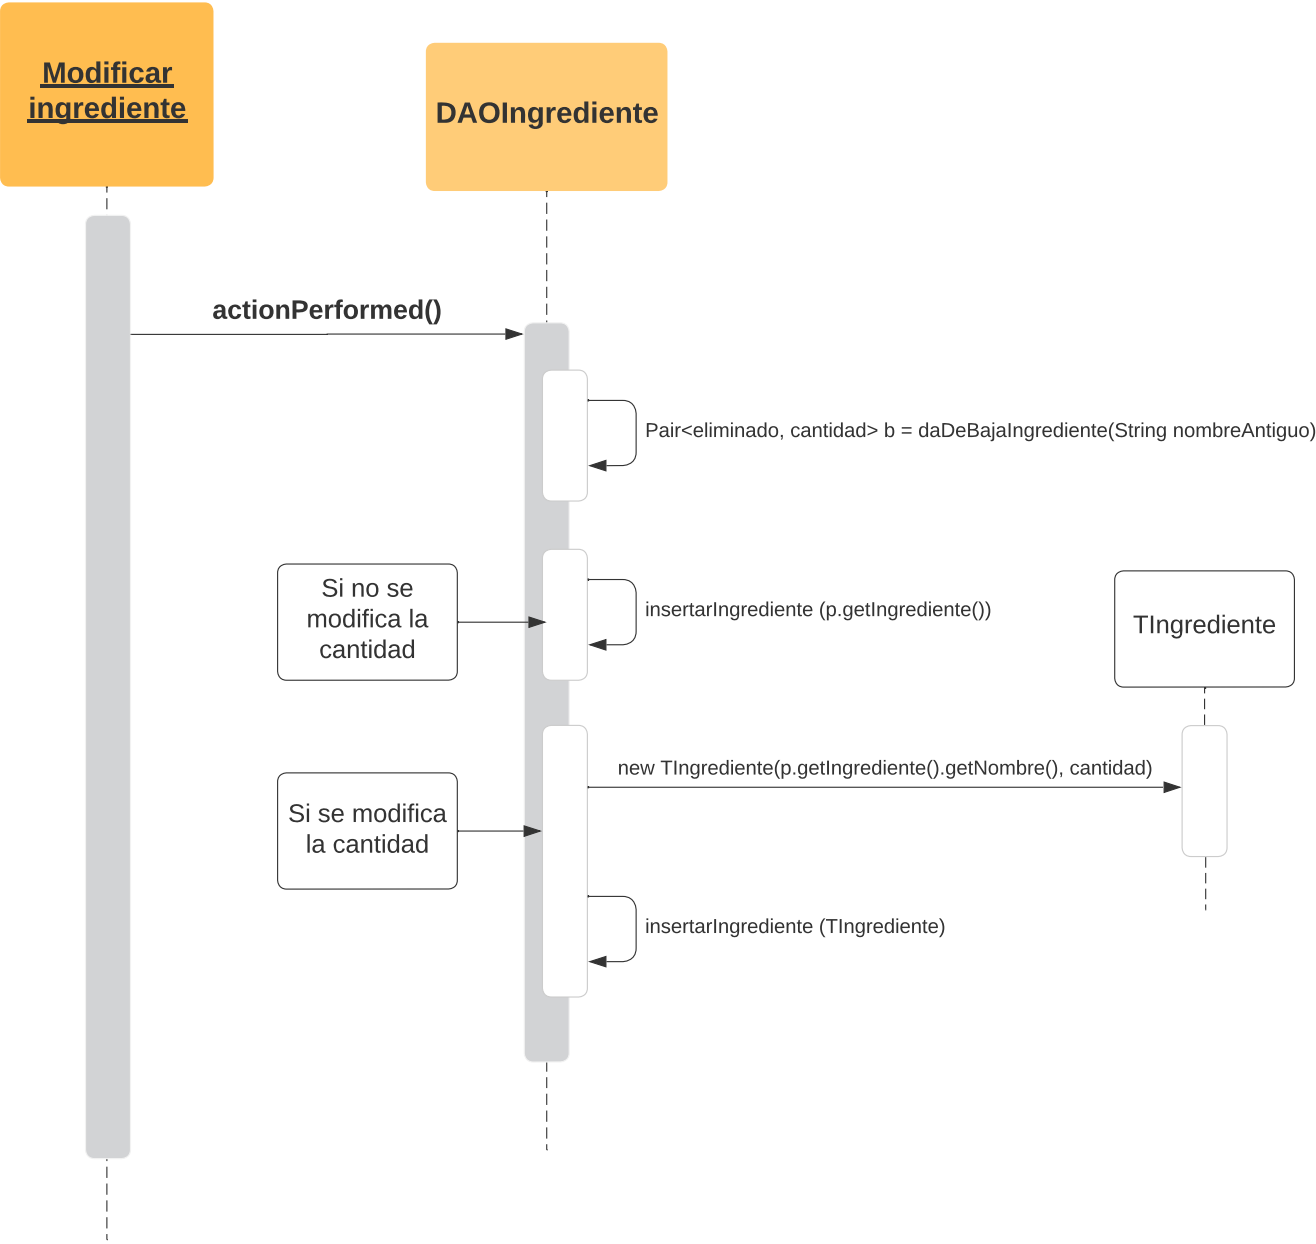 Modificar
ingrediente
DAOIngrediente
actionPerformed()
Pair<eliminado, cantidad> b = daDeBajaIngrediente(String nombreAntiguo)
Si no se
modifica la
cantidad
insertarIngrediente (p.getIngrediente())
TIngrediente
new TIngrediente(p.getIngrediente().getNombre(), cantidad)
Si se modifica
la cantidad
insertarIngrediente (TIngrediente)